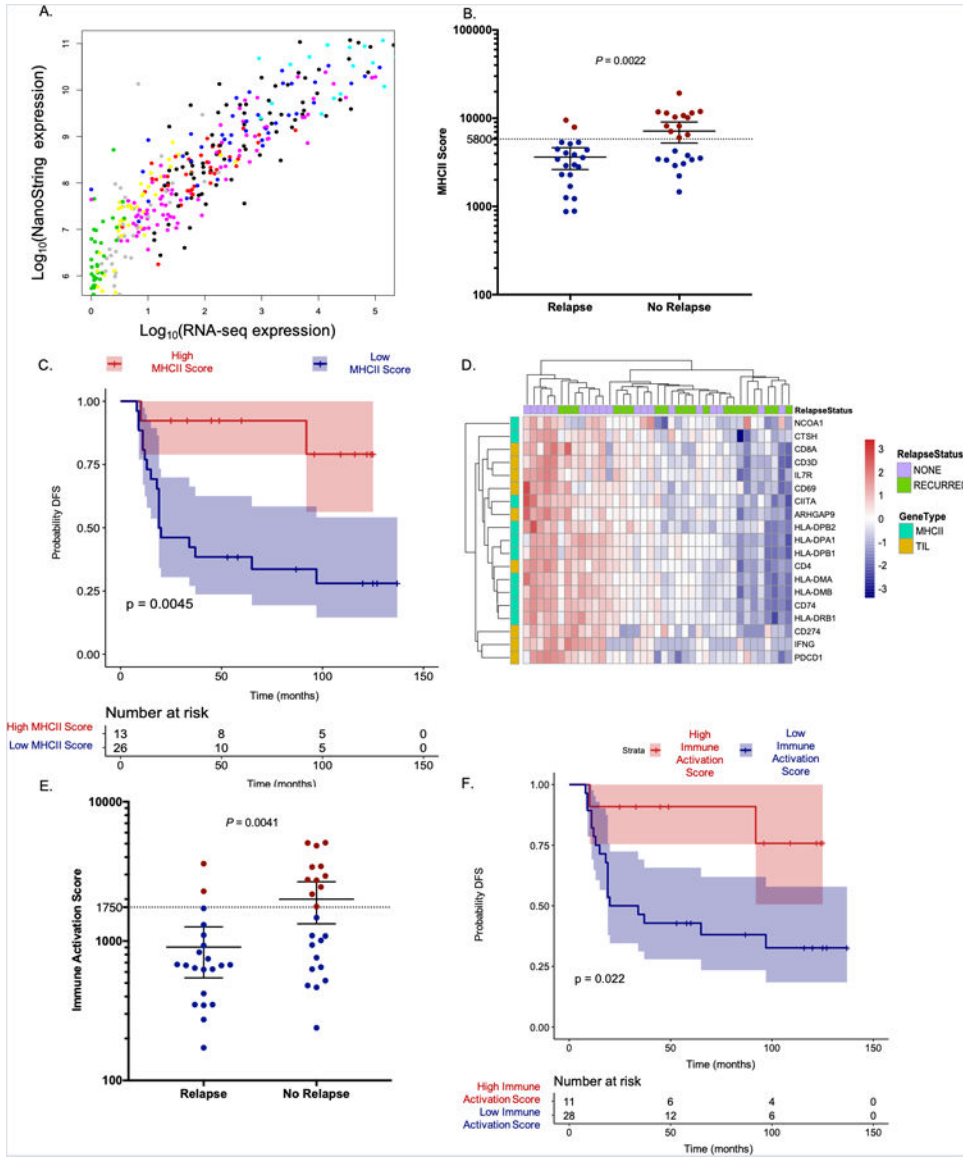 A.
Log10(NanoString expression)
11
10
9
8
7
6
0 1 2 3 4 5
Log10(RNA-seq expression)
B.
P = 0.0022
MHCII Score
100000
10000
5800
1000
100
Relapse No Relapse
C.
High
MHCII Score
Low
MHCII Score
Probability DFS
1.00
0.75
0.50
0.25
0.00
p = 0.0045
0 50 100 150
Time (months)
Number at risk
High MHCII Score 13 8 5 0
Low MHCII Score 26 10 5 0
0 50 100 150
Time (months)
D.
RelapseStatus
NCOA1
CTSH
CD8A
CD3D
IL7R
CD69
CIITA
ARHGAP9
HLA-DPB2
HLA-DPA1
HLA-DPB1
CD4
HLA-DMA
HLA-DMB
CD74
HLA-DRB1
CD274
IFNG
PDCD1
3
2
1
0
-1
-2
-3
RelapseStatus
NONE
RECURRED
GeneType
MHCII
TIL
E.
P = 0.0041
Immune Activation Score
10000
1750
1000
100
Relapse No Relapse
F.
Strata
High
Immune
Activation
Score
Low
Immune
Activation
Score
Probability DFS
1.00
0.75
0.50
0.25
0.00
p = 0.022
0 50 100 150
Time (months)
Number at risk
High Immune
Activation Score 11 6 4 0
Low Immune
Activation Score 28 12 6 0
0 50 100 150
Time (months)